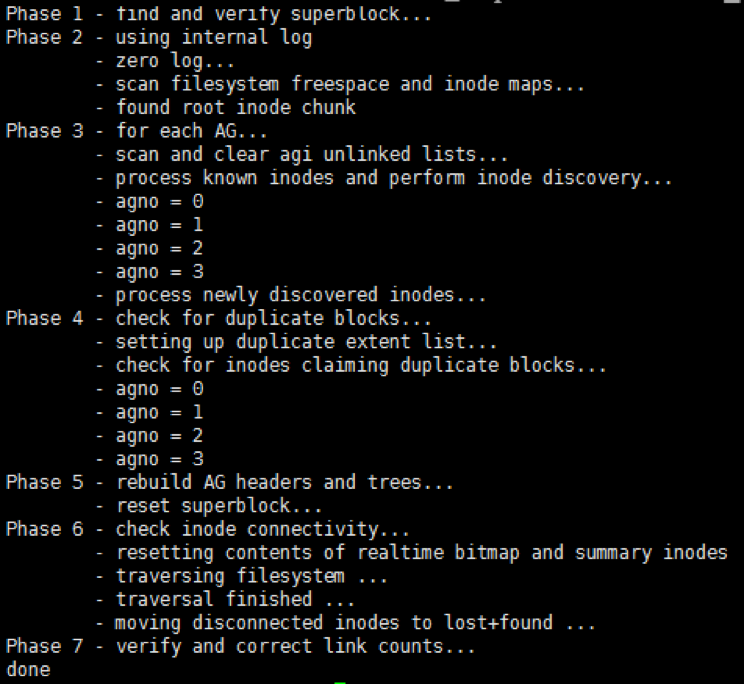 Phase 1 - find and verify superblock...
Phase 2 - using internal log
        - zero log...
        - scan filesystem freespace and inode maps...
        - found root inode chunk
Phase 3 - for each AG...
        - scan and clear agi unlinked lists...
        - process known inodes and perform inode discovery...
        - agno = 0
        - agno = 1
        - agno = 2
        - agno = 3
        - process newly discovered inodes...
Phase 4 - check for duplicate blocks...
        - setting up duplicate extent list...
        - check for inodes claiming duplicate blocks...
        - agno = 0
        - agno = 1
        - agno = 2
        - agno = 3
Phase 5 - rebuild AG headers and trees...
        - reset superblock...
Phase 6 - check inode connectivity...
        - resetting contents of realtime bitmap and summary inodes
        - traversing filesystem ...
        - traversal finished ...
        - moving disconnected inodes to lost+found ...
Phase 7 - verify and correct link counts...
done